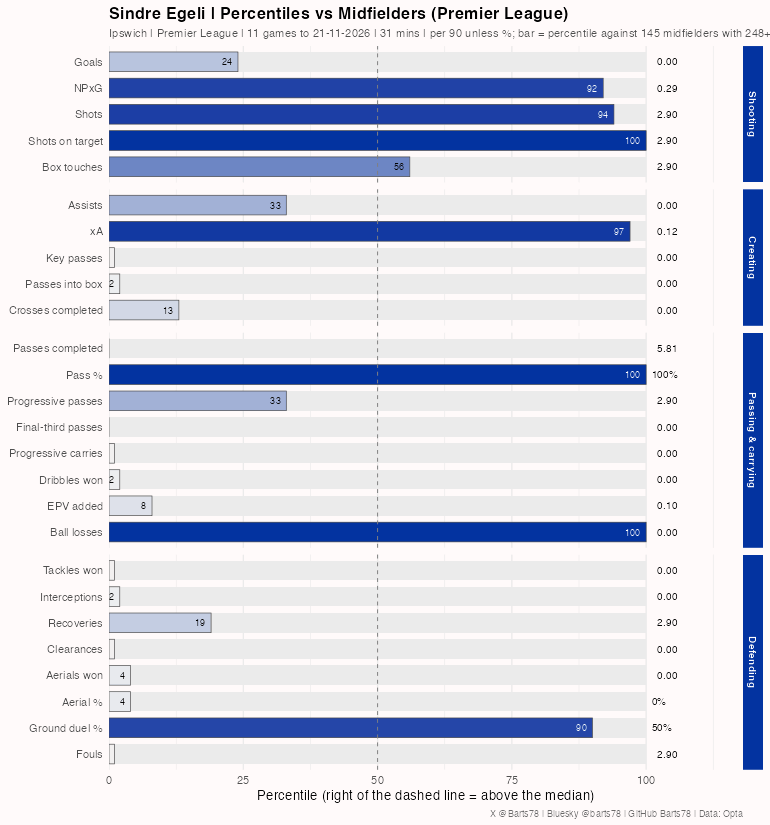 Sindre Egeli | Percentiles vs Midfielders (Premier League)
Ipswich | Premier League | 11 games to 21-11-2026 | 31 mins | per 90 unless %; bar = percentile against 145 midfielders with 248+
Goals 24 0.00
NPxG 92 0.29
Shots 94 2.90
Shots on target 100 2.90
Box touches 56 2.90
Shooting
Assists 33 0.00
xA 97 0.12
Key passes 0.00
Passes into box 2 0.00
Crosses completed 13 0.00
Creating
Passes completed 5.81
Pass % 100 100%
Progressive passes 33 2.90
Final-third passes 0.00
Progressive carries 0.00
Dribbles won 2 0.00
EPV added 8 0.10
Ball losses 100 0.00
Passing & carrying
Tackles won 0.00
Interceptions 2 0.00
Recoveries 19 2.90
Clearances 0.00
Aerials won 4 0.00
Aerial % 4 0%
Ground duel % 90 50%
Fouls 2.90
Defending
0 25 50 75 100
Percentile (right of the dashed line = above the median)
X @Barts78 | Bluesky @barts78 | GitHub Barts78 | Data: Opta